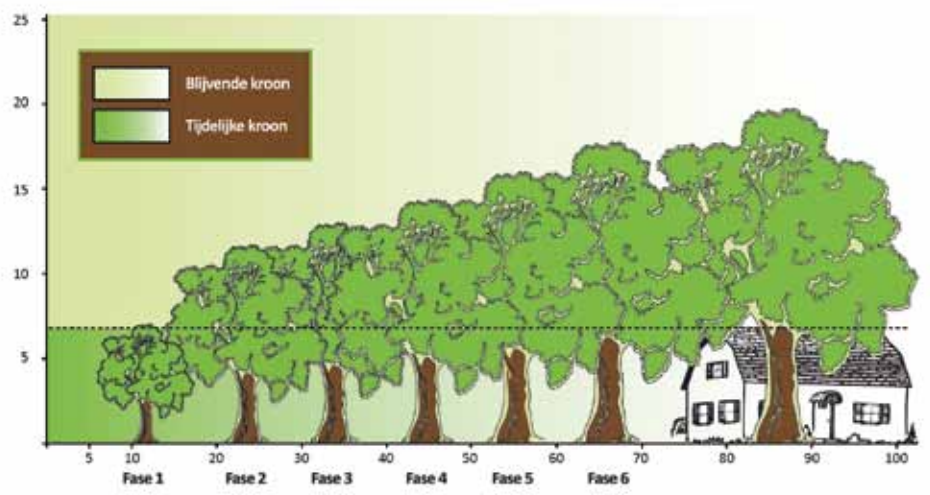 25
Blijvende kroon
20
Tijdelijke kroon
15
10
5
5 10 20 30 40 50 60 70 80 90 100
Fase 1 Fase 2 Fase 3 Fase 4 Fase 5 Fase 6